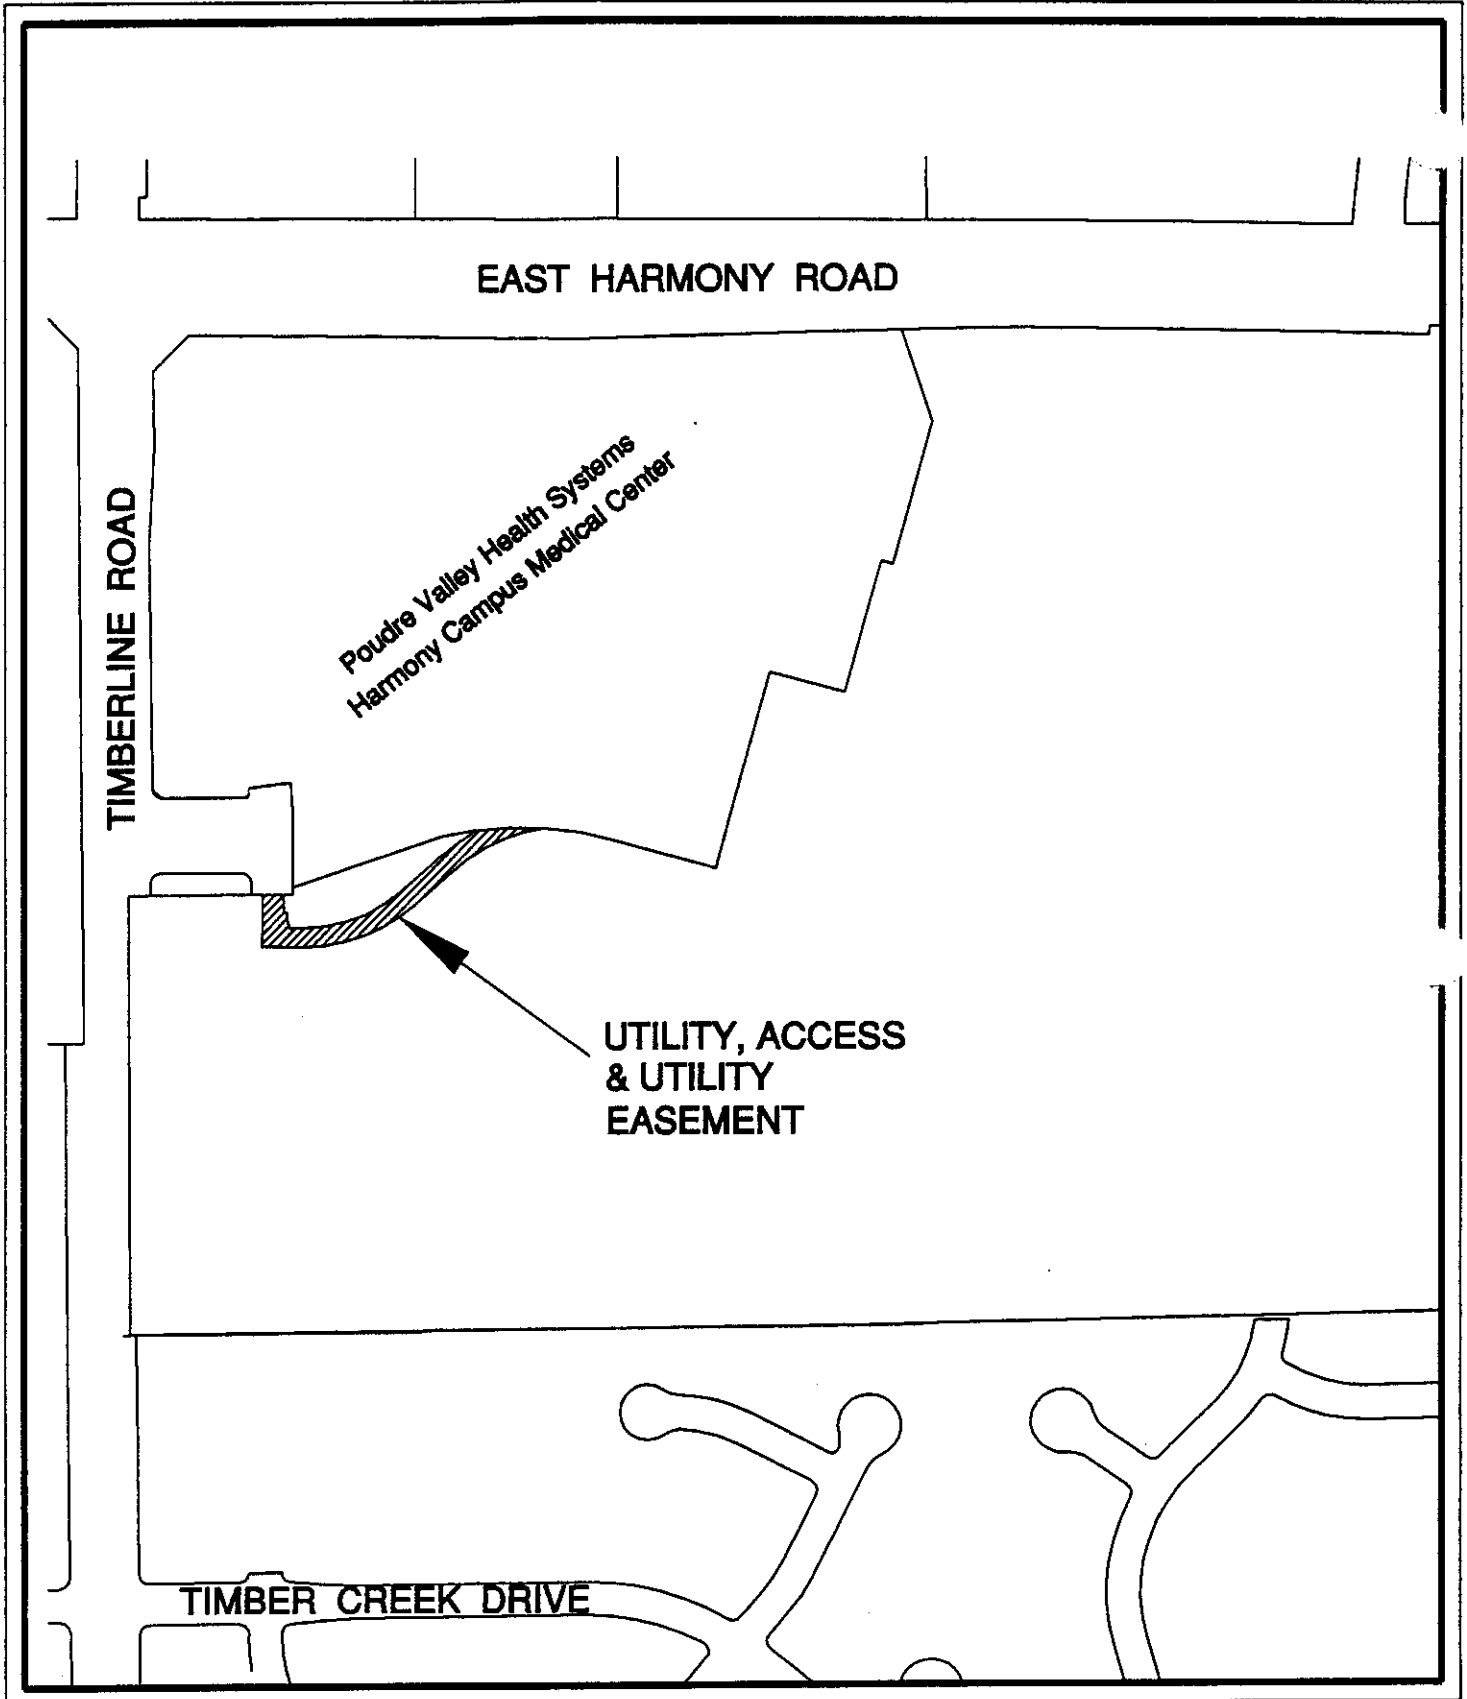 EAST HARMONY ROAD
Poudre Valley Health Systems
Harmony Campus Medical Center
TIMBERLINE ROAD
UTILITY, ACCESS
& UTILITY
EASEMENT
TIMBER CREEK DRIVE